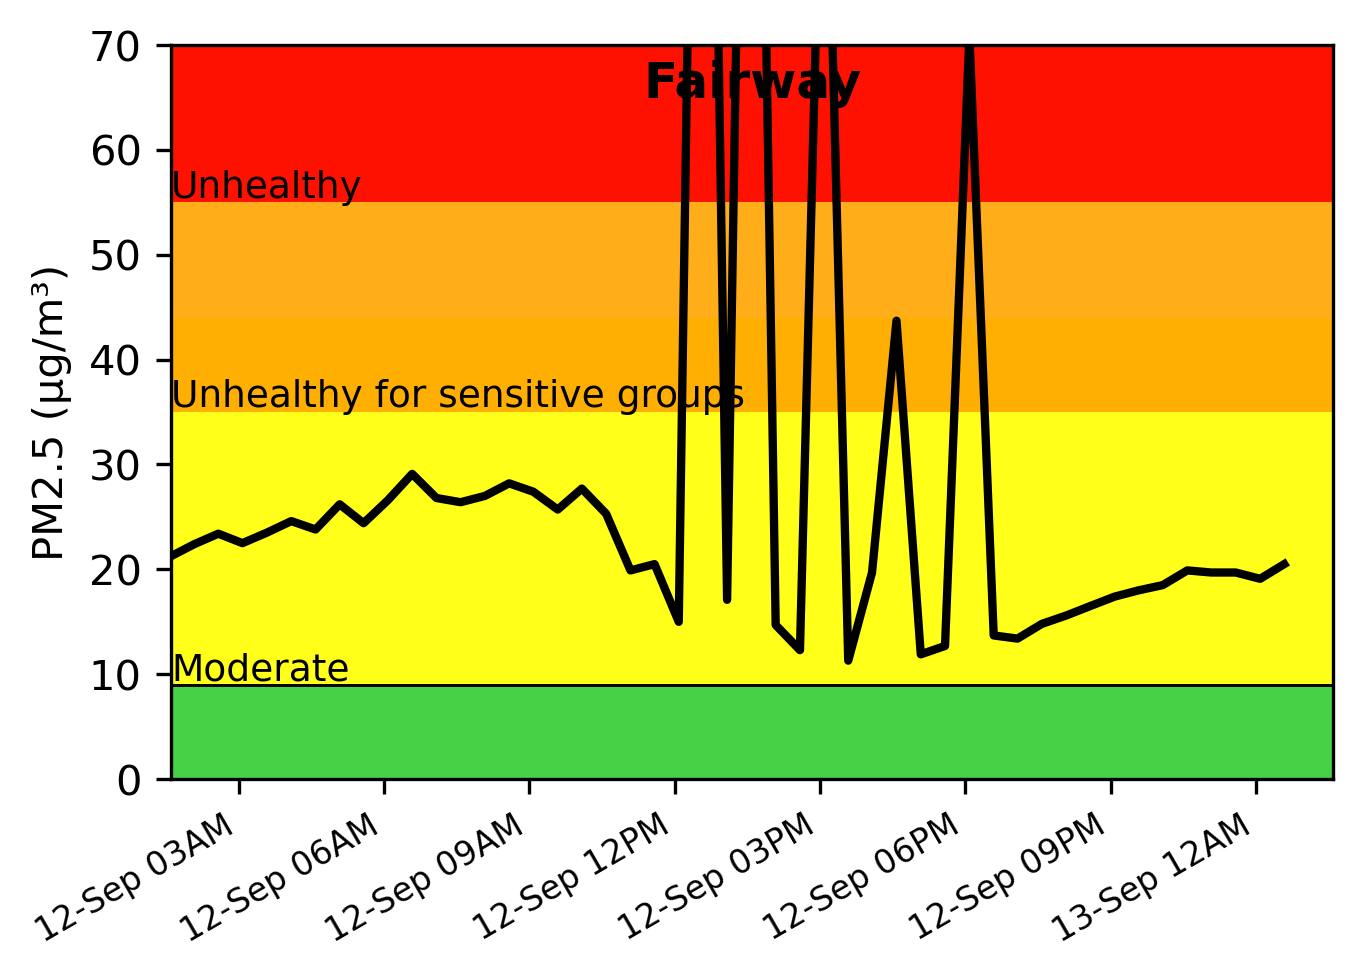 Fairway
70
60
50
40
30
20
10
0
PM2.5 (µg/m³)
Unhealthy
Unhealthy for sensitive groups
Moderate
12-Sep 03AM
12-Sep 06AM
12-Sep 09AM
12-Sep 12PM
12-Sep 03PM
12-Sep 06PM
12-Sep 09PM
13-Sep 12AM